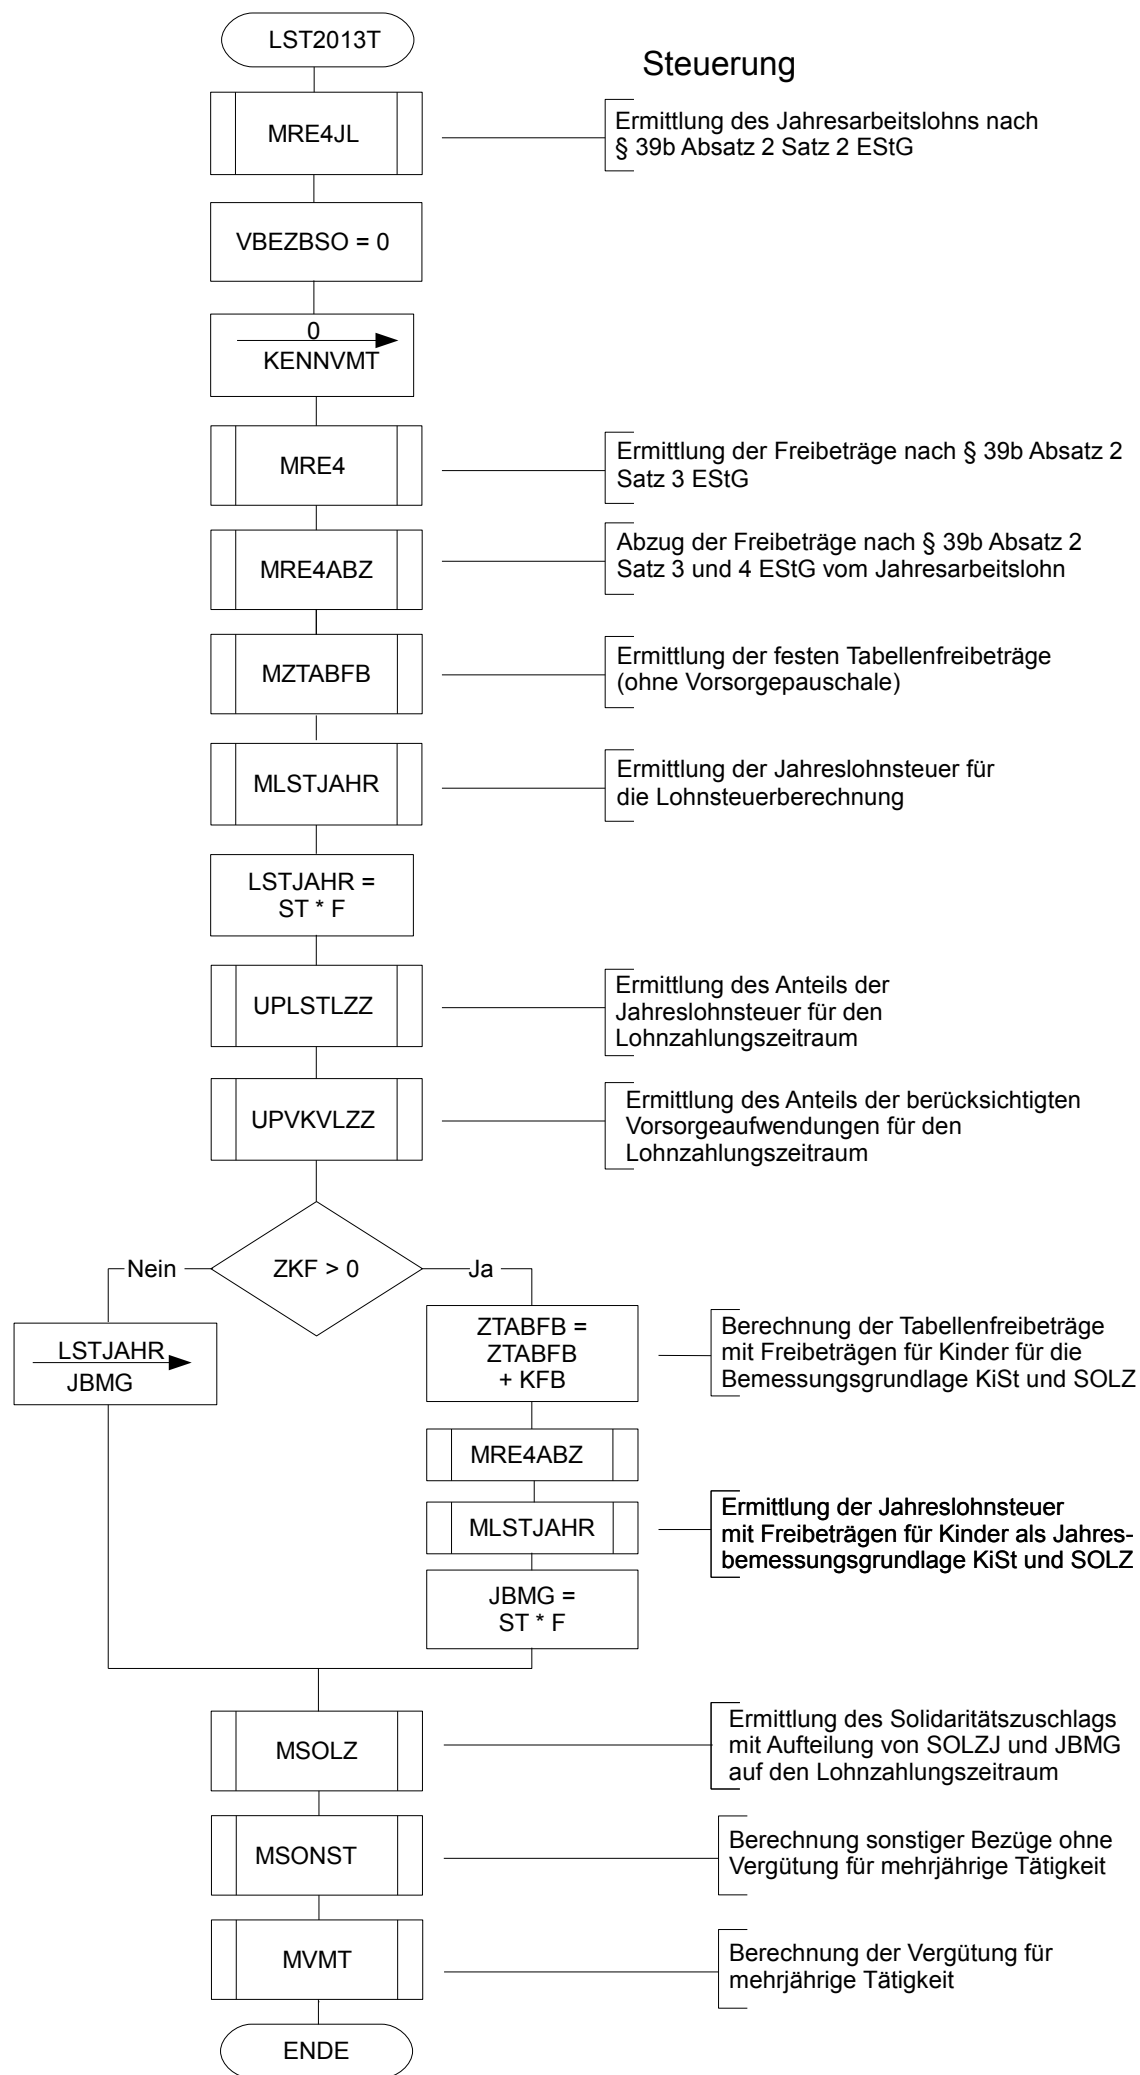 LST2013T
Steuerung
MRE4JL
Ermittlung des Jahresarbeitslohns nach
§ 39b Absatz 2 Satz 2 EStG
VBEZBSO = 0
0
KENNVMT
MRE4
Ermittlung der Freibeträge nach § 39b Absatz 2
Satz 3 EStG
MRE4ABZ
Abzug der Freibeträge nach § 39b Absatz 2
Satz 3 und 4 EStG vom Jahresarbeitslohn
MZTABFB
Ermittlung der festen Tabellenfreibeträge
(ohne Vorsorgepauschale)
MLSTJAHR
Ermittlung der Jahreslohnsteuer für
die Lohnsteuerberechnung
LSTJAHR =
ST * F
UPLSTLZZ
Ermittlung des Anteils der
Jahreslohnsteuer für den
Lohnzahlungszeitraum
UPVKVLZZ
Ermittlung des Anteils der berücksichtigten
Vorsorgeaufwendungen für den
Lohnzahlungszeitraum
Nein
ZKF > 0
Ja
LSTJAHR
JBMG
ZTABFB =
ZTABFB
+ KFB
Berechnung der Tabellenfreibeträge
mit Freibeträgen für Kinder für die
Bemessungsgrundlage KiSt und SOLZ
MRE4ABZ
MLSTJAHR
Ermittlung der Jahreslohnsteuer
mit Freibeträgen für Kinder als Jahres-
bemessungsgrundlage KiSt und SOLZ
JBMG =
ST * F
MSOLZ
Ermittlung des Solidaritätszuschlags
mit Aufteilung von SOLZJ und JBMG
auf den Lohnzahlungszeitraum
MSONST
Berechnung sonstiger Bezüge ohne
Vergütung für mehrjährige Tätigkeit
MVMT
Berechnung der Vergütung für
mehrjährige Tätigkeit
ENDE